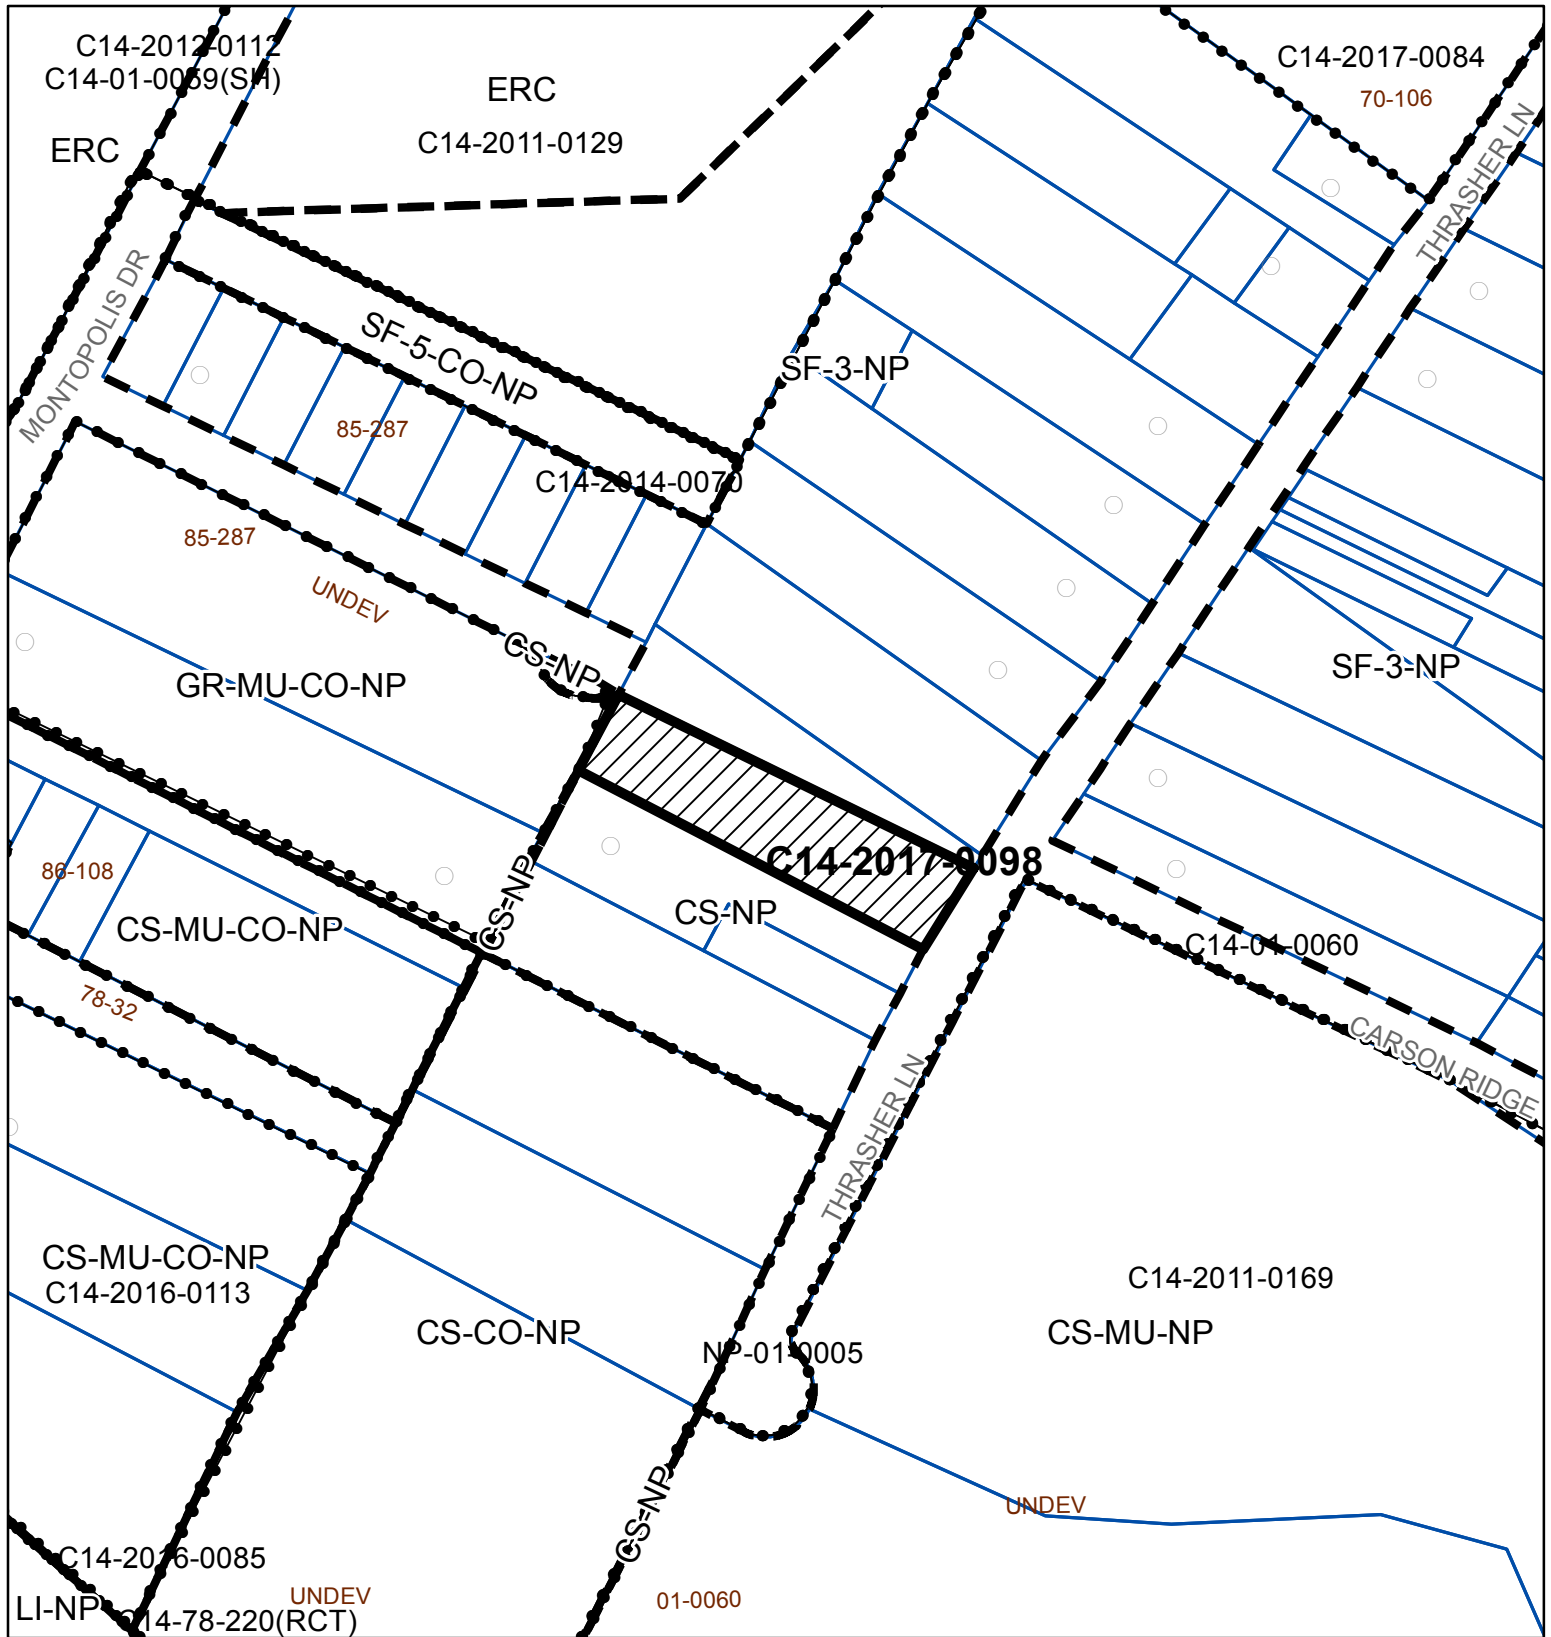 C14-2012-0112
C14-01-0059(SH)
ERC
C14-2017-0084
70-106
C14-2011-0129
ERC
THRASHER LN
MONTOPOLIS DR
SF-5-CO-NP
SF-3-NP
85-287
C14-2014-0070
85-287
UNDEV
CS-NP
SF-3-NP
GR-MU-CO-NP
C14-2017-0098
86-108
CS-NP
CS-NP
CS-MU-CO-NP
C14-01-0060
78-32
CARSON RIDGE
THRASHER LN
CS-MU-CO-NP
C14-2016-0113
C14-2011-0169
CS-CO-NP
CS-MU-NP
NP-01-0005
CS-NP
UNDEV
C14-2016-0085
UNDEV
01-0060
LI-NP
C14-78-220(RCT)